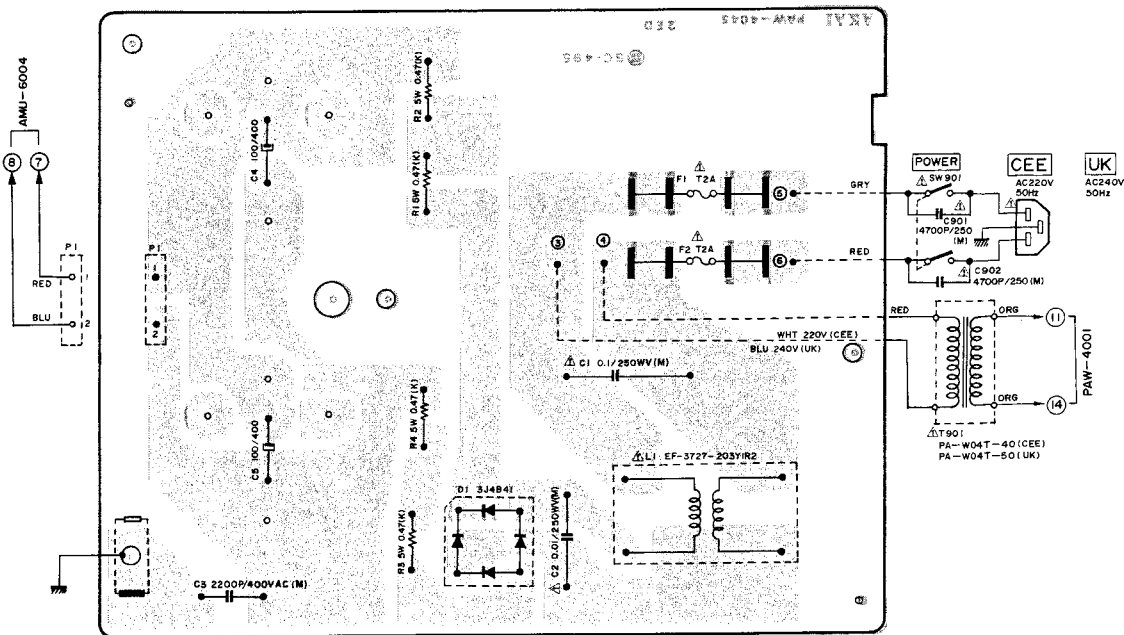 AKAI PAW-4045
2ED
SC-495
AMU-6004
8
7
P1
1
RED
BLU
2
P1
1
2
C4 100/400
R2 5W 0.47(K)
R1 5W 0.47(K)
F1 T2A
5
GRY
3
4
F2 T2A
6
RED
POWER
SW901
C901
4700P/250
(M)
C902
4700P/250(M)
CEE
AC220V
50Hz
UK
AC240V
50Hz
RED
WHT 220V(CEE)
BLU 240V(UK)
ORG
11
PAW-4001
ORG
14
T901
PA-W04T-40(CEE)
PA-W04T-50(UK)
C1 0.1/250WV(M)
R4 5W 0.47(K)
C5 100/400
L1 EF-3727-203Y1R2
D1 3J4B41
R3 5W 0.47(K)
C2 0.01/250WV(M)
C3 2200P/400VAC(M)